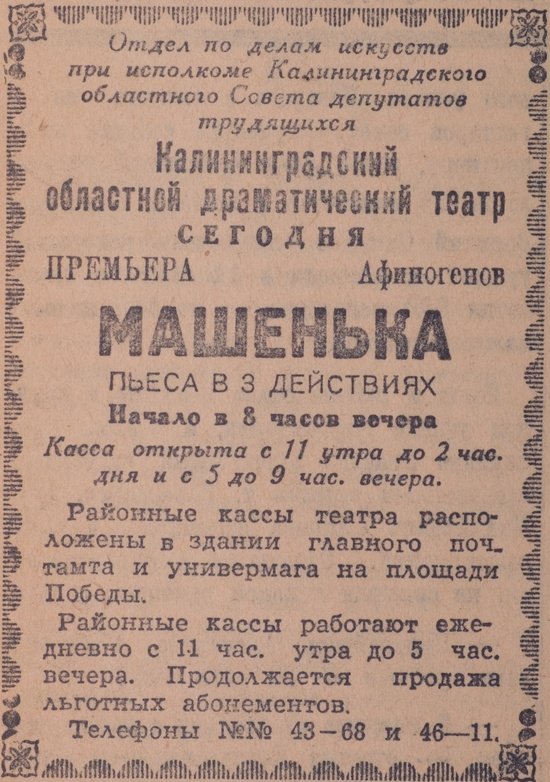 Отдел по делам искусств
при исполкоме Калининградского
областного Совета депутатов
трудящихся
Калининградский
областной драматический театр
СЕГОДНЯ
ПРЕМЬЕРА Афиногенов
МАШЕНЬКА
ПЬЕСА В 3 ДЕЙСТВИЯХ
Начало в 8 часов вечера
Касса открыта с 11 утра до 2 час.
дня и с 5 до 9 час. вечера.
Районные кассы театра распо-
ложены в здании главного поч-
тамта и универмага на площади
Победы.
Районные кассы работают еже-
дневно с 11 час. утра до 5 час.
вечера. Продолжается продажа
льготных абонементов.
Телефоны №№ 43—68 и 46—11.